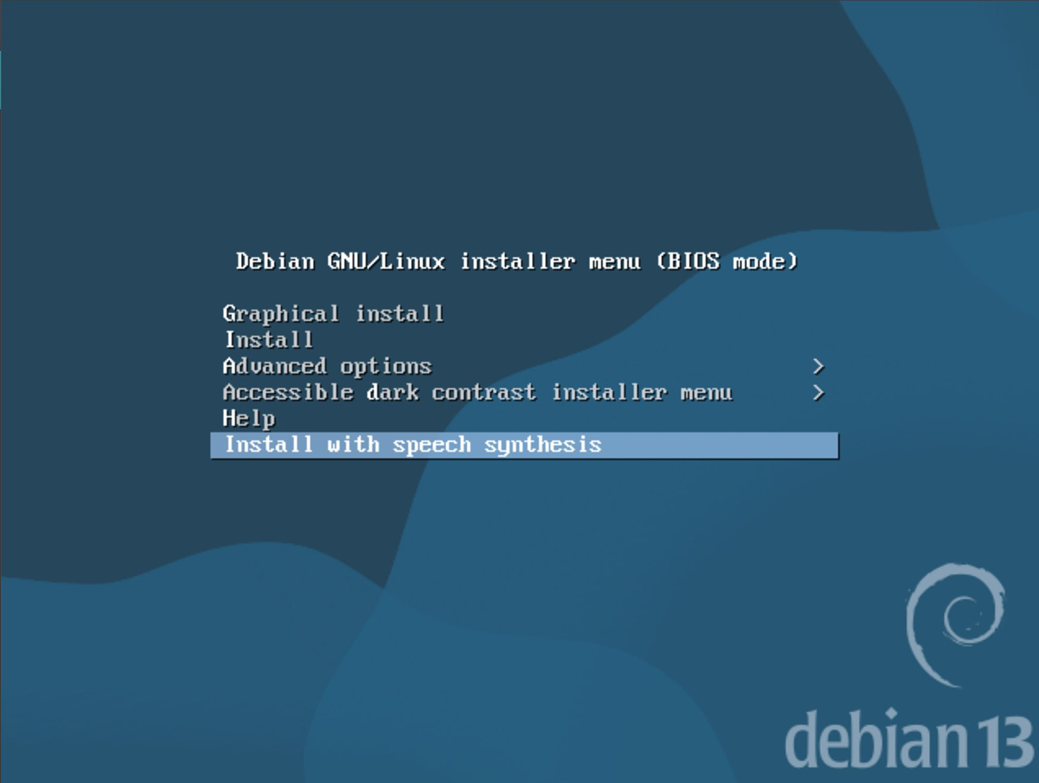 Debian GNU/Linux installer menu (BIOS mode)
Graphical install
Install
Advanced options >
Accessible dark contrast installer menu >
Help
Install with speech synthesis
debian 13